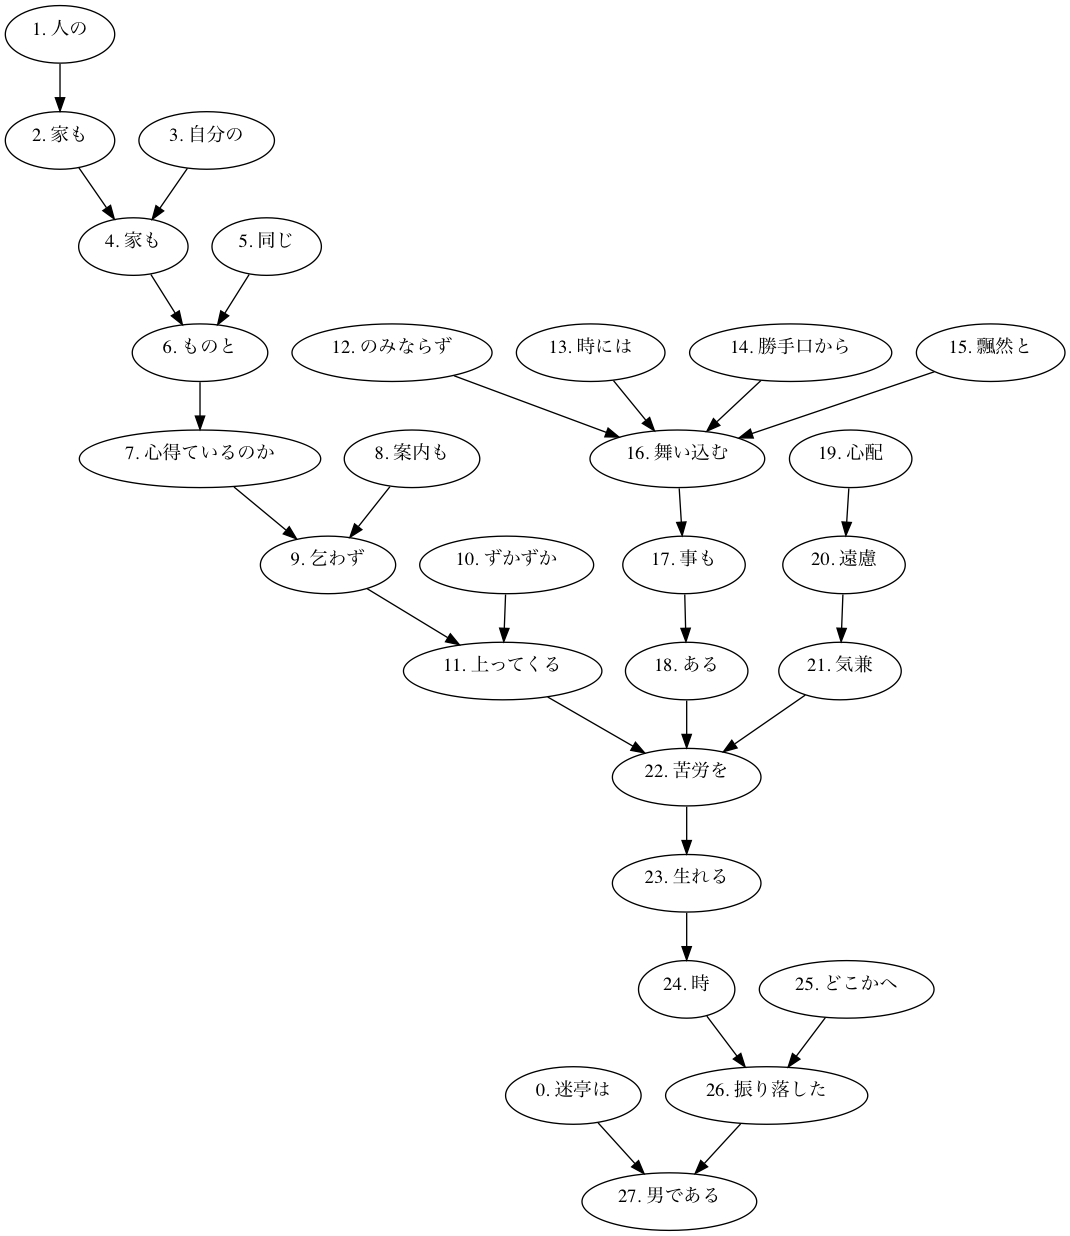 1. 人の
2. 家も
3. 自分の
4. 家も
5. 同じ
6. ものと
12. のみならず
13. 時には
14. 勝手口から
15. 飄然と
7. 心得ているのか
8. 案内も
16. 舞い込む
19. 心配
9. 乞わず
10. ずかずか
17. 事も
20. 遠慮
11. 上ってくる
18. ある
21. 気兼
22. 苦労を
23. 生れる
24. 時
25. どこかへ
0. 迷亭は
26. 振り落した
27. 男である